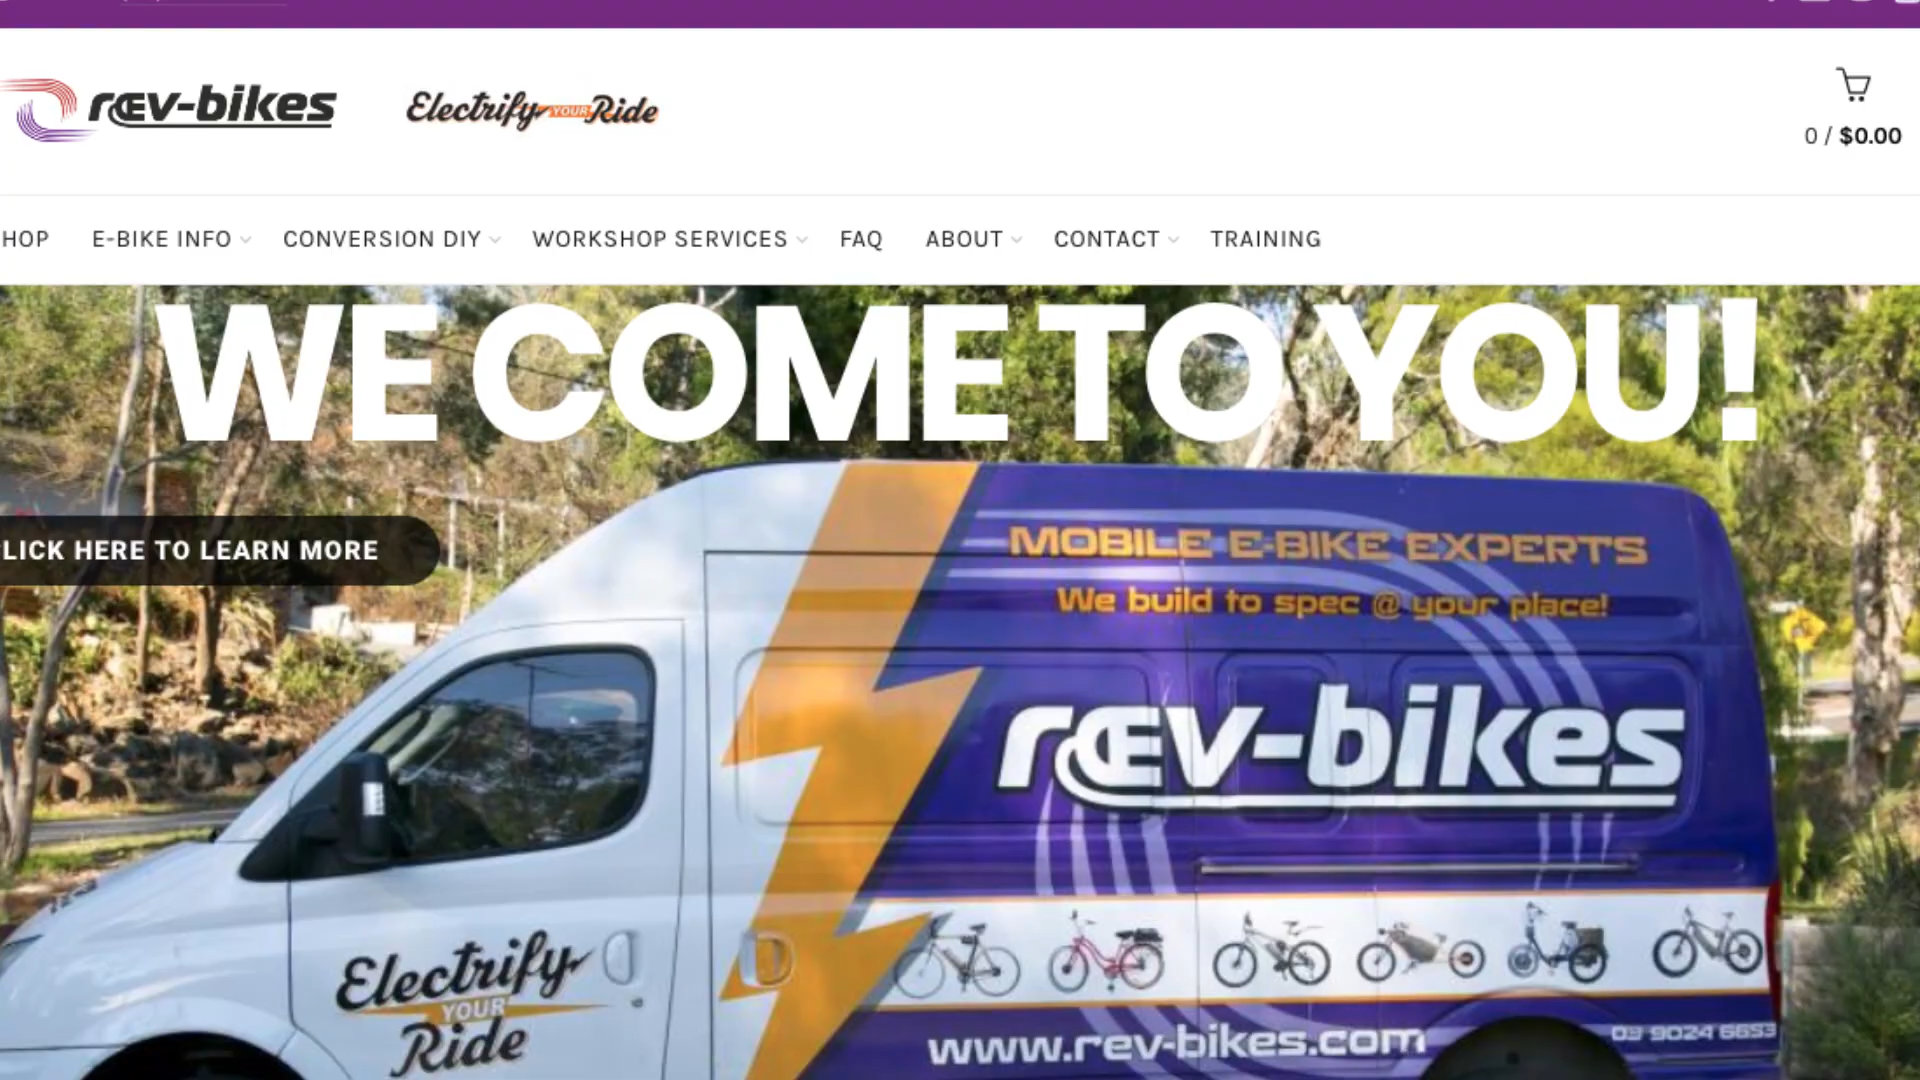 rev-bikes
Electrify YOUR Ride
0 / $0.00
HOP E-BIKE INFO CONVERSION DIY WORKSHOP SERVICES FAQ ABOUT CONTACT TRAINING
WE COME TO YOU!
LICK HERE TO LEARN MORE
MOBILE E-BIKE EXPERTS
We build to spec @ your place!
rev-bikes
Electrify
YOUR
Ride
www.rev-bikes.com
03 9024 6653